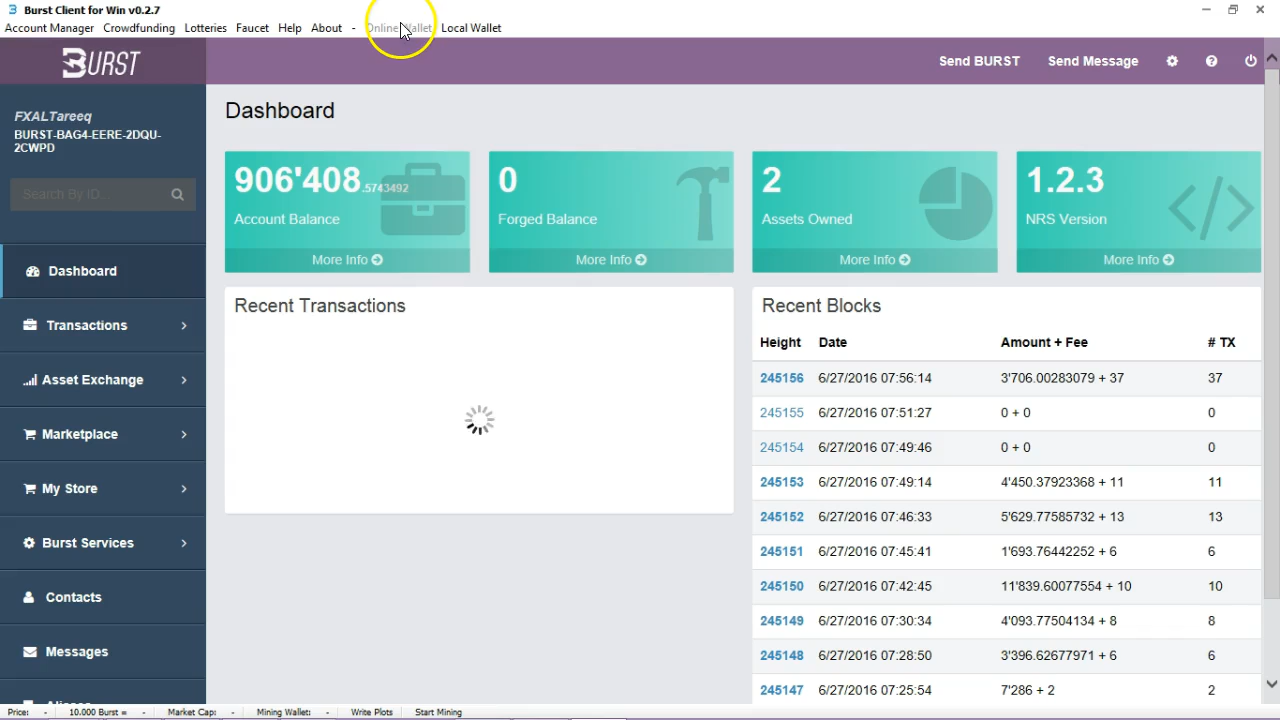 Burst Client for Win v0.2.7
Account Manager Crowdfunding Lotteries Faucet Help About - Online Wallet Local Wallet
BURST
Send BURST Send Message
FXALTareeq
BURST-BAG4-EERE-2DQU-
2CWPD
Search By ID...
Dashboard
Transactions
Asset Exchange
Marketplace
My Store
Burst Services
Contacts
Messages
Aliases
Dashboard
906'408.5743492
Account Balance
More Info
0
Forged Balance
More Info
2
Assets Owned
More Info
1.2.3
NRS Version
More Info
Recent Transactions
Recent Blocks
Height Date Amount + Fee # TX
245156 6/27/2016 07:56:14 3'706.00283079 + 37 37
245155 6/27/2016 07:51:27 0 + 0 0
245154 6/27/2016 07:49:46 0 + 0 0
245153 6/27/2016 07:49:14 4'450.37923368 + 11 11
245152 6/27/2016 07:46:33 5'629.77585732 + 13 13
245151 6/27/2016 07:45:41 1'693.76442252 + 6 6
245150 6/27/2016 07:42:45 11'839.60077554 + 10 10
245149 6/27/2016 07:30:34 4'093.77504134 + 8 8
245148 6/27/2016 07:28:50 3'396.62677971 + 6 6
245147 6/27/2016 07:25:54 7'286 + 2 2
Price: - 10.000 Burst = - Market Cap: - Mining Wallet: - Write Plots Start Mining